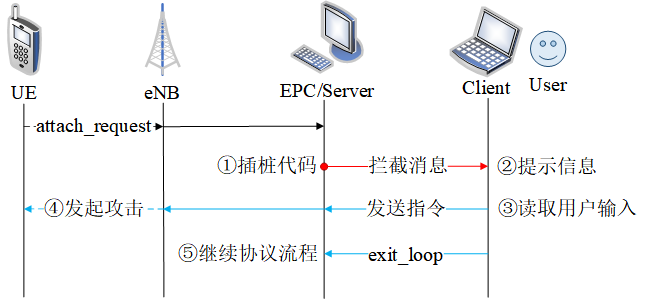 UE eNB EPC/Server Client User
attach_request
①插桩代码 拦截消息 ②提示信息
④发起攻击 发送指令 ③读取用户输入
⑤继续协议流程 exit_loop